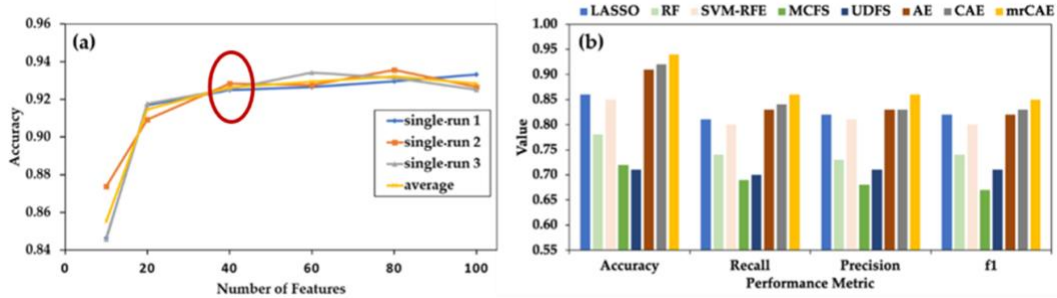 0.96
(a)
0.94
0.92
0.90
0.88
0.86
0.84
Accuracy
single-run 1
single-run 2
single-run 3
average
0 20 40 60 80 100
Number of Features
LASSO RF SVM-RFE MCFS UDFS AE CAE mrCAE
1.00
(b)
0.95
0.90
0.85
0.80
0.75
0.70
0.65
0.60
0.55
Value
Accuracy Recall Precision f1
Performance Metric